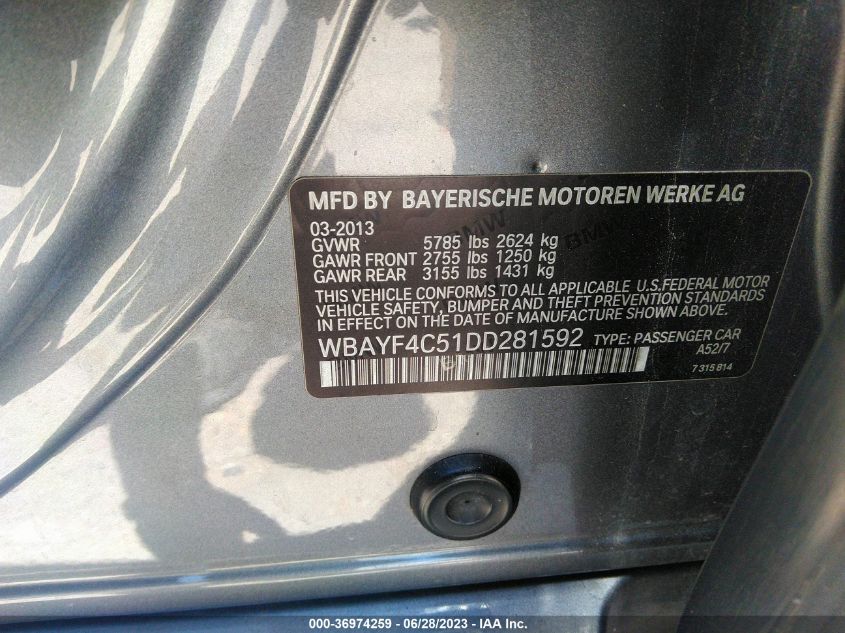 MFD BY BAYERISCHE MOTOREN WERKE AG
03-2013
GVWR 5785 lbs 2624 kg
GAWR FRONT 2755 lbs 1250 kg
GAWR REAR 3155 lbs 1431 kg
THIS VEHICLE CONFORMS TO ALL APPLICABLE U.S.FEDERAL MOTOR
VEHICLE SAFETY, BUMPER AND THEFT PREVENTION STANDARDS
IN EFFECT ON THE DATE OF MANUFACTURE SHOWN ABOVE.
WBAYF4C51DD281592 TYPE: PASSENGER CAR
A52/7
7 315 814
BMW
BMW
000-36974259 - 06/28/2023 - IAA Inc.